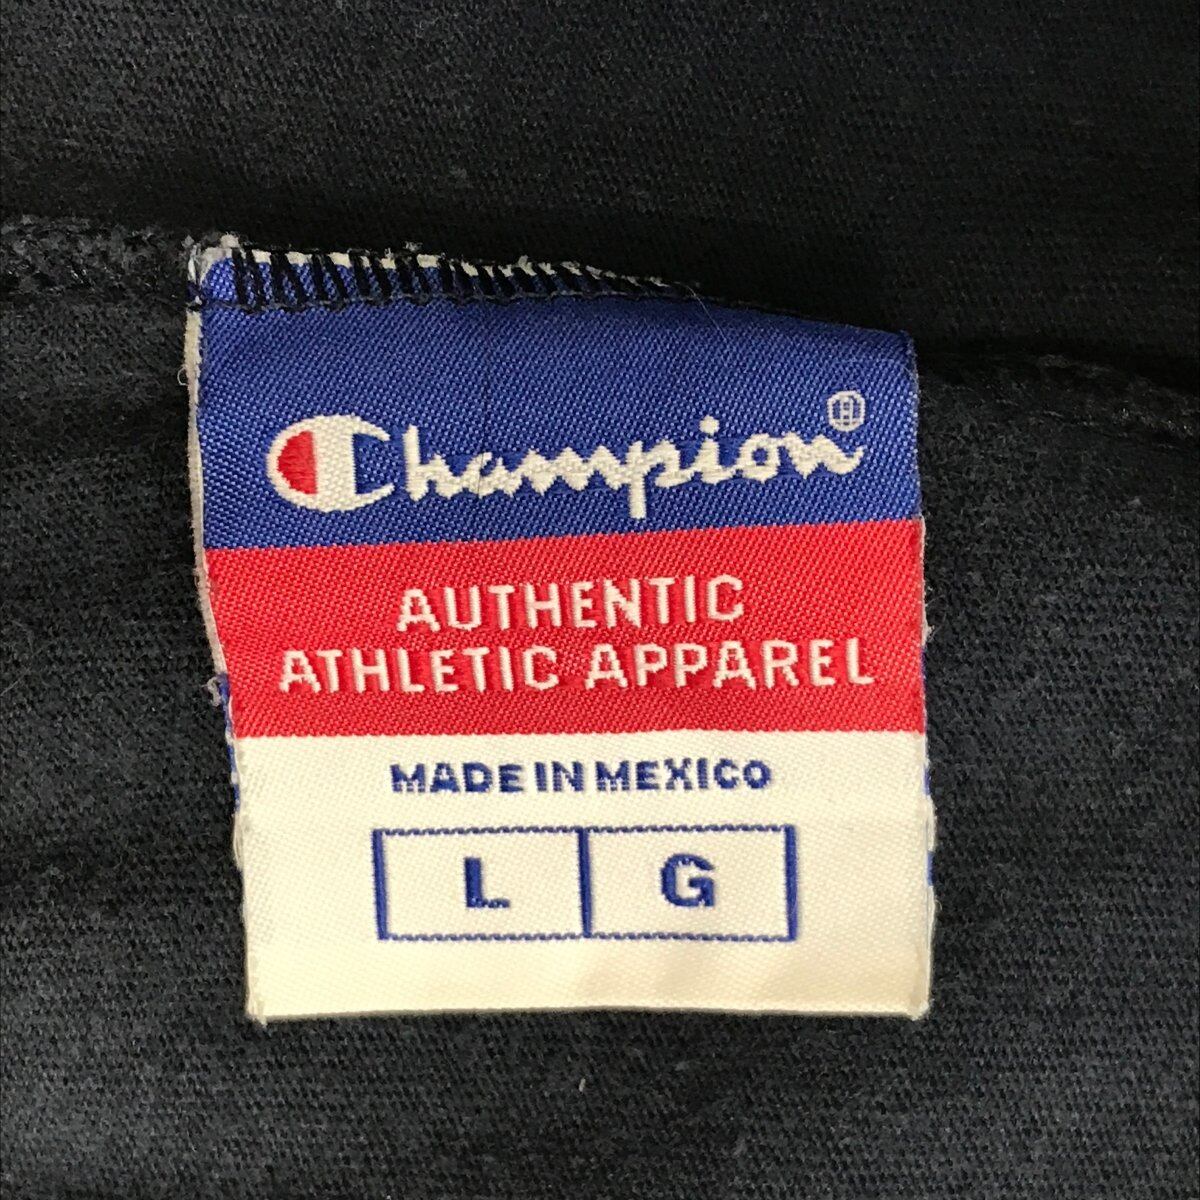 Champion®
AUTHENTIC
ATHLETIC APPAREL
MADE IN MEXICO
L G